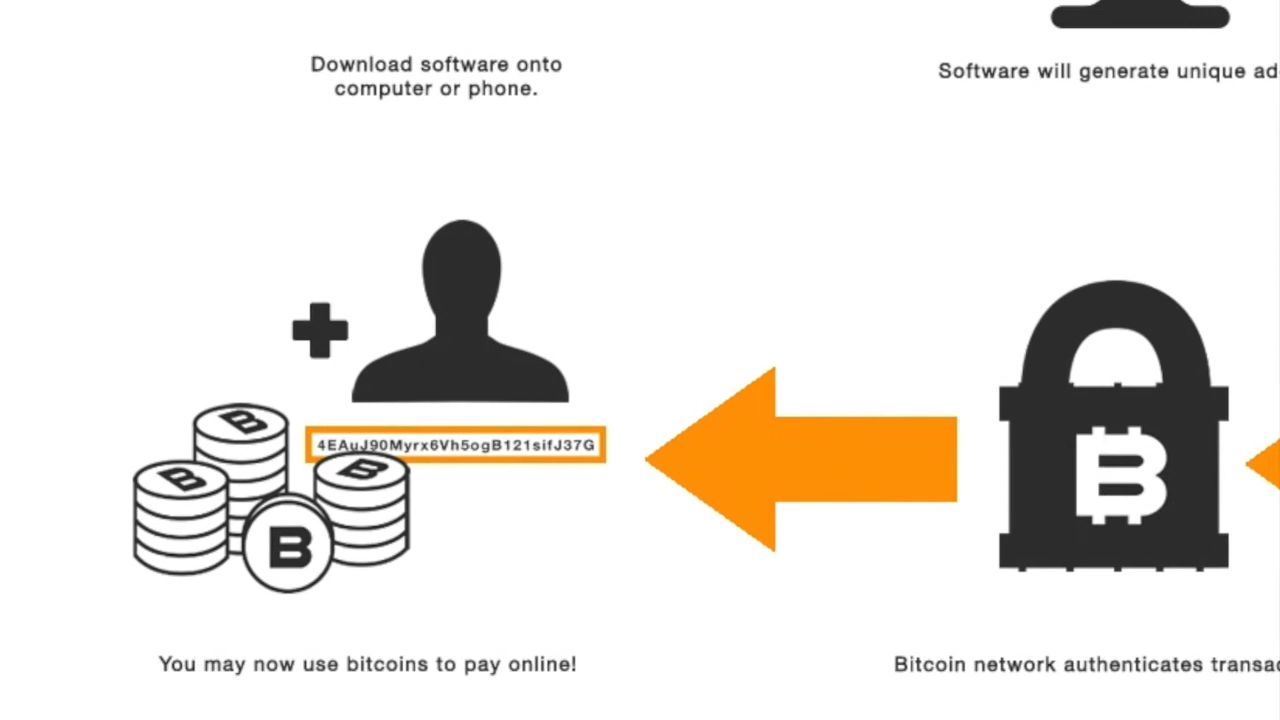 Download software onto
computer or phone.
Software will generate unique ad
4EAuJ90Myrx6Vh5ogB121sifJ37G
You may now use bitcoins to pay online!
Bitcoin network authenticates transac